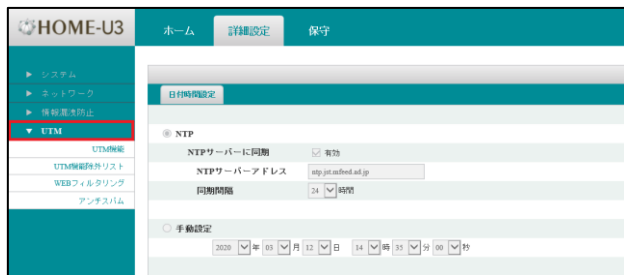 HOME-U3
ホーム 詳細設定 保守
システム
ネットワーク
情報漏洩防止
UTM
UTM機能
UTM機能除外リスト
WEBフィルタリング
アンチスパム
日付時間設定
NTP
NTPサーバーに同期 有効
NTPサーバーアドレス ntp.jst.mfeed.ad.jp
同期間隔 24 時間
手動設定
2020 年 03 月 12 日 14 時 35 分 00 秒